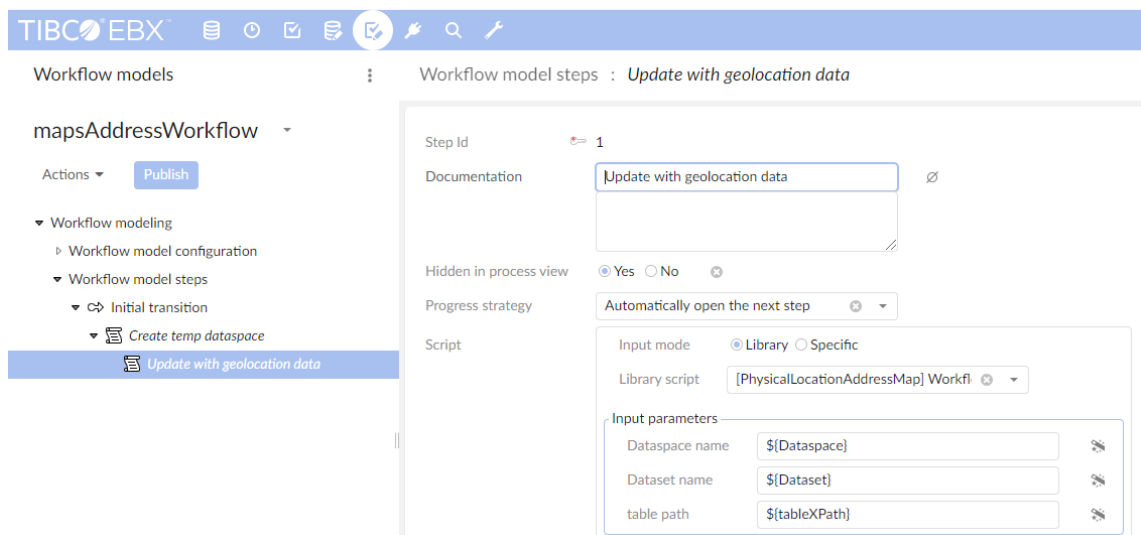 TIBCO EBX™
Workflow models
Workflow model steps : Update with geolocation data
mapsAddressWorkflow
Actions
Publish
Workflow modeling
Workflow model configuration
Workflow model steps
Initial transition
Create temp dataspace
Update with geolocation data
Step Id 1
Documentation Update with geolocation data
Hidden in process view Yes No
Progress strategy Automatically open the next step
Script Input mode Library Specific
Library script [PhysicalLocationAddressMap] Workfl
Input parameters
Dataspace name ${Dataspace}
Dataset name ${Dataset}
table path ${tableXPath}